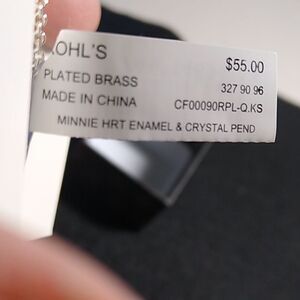 OHL'S $55.00
PLATED BRASS 327 90 96
MADE IN CHINA CF00090RPL-Q.KS
MINNIE HRT ENAMEL & CRYSTAL PEND